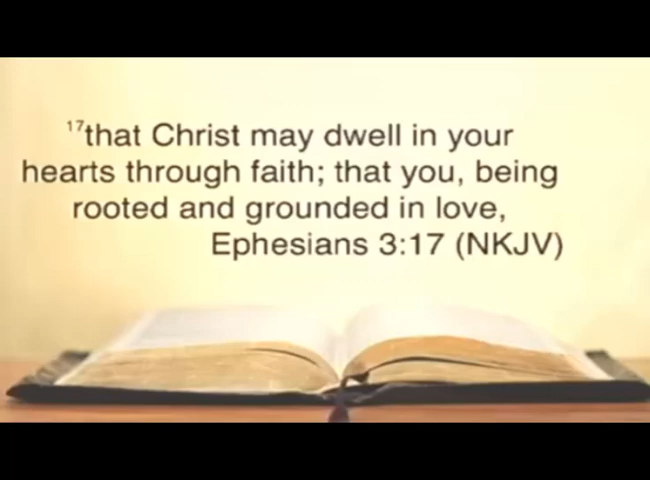 17that Christ may dwell in your
hearts through faith; that you, being
rooted and grounded in love,
Ephesians 3:17 (NKJV)